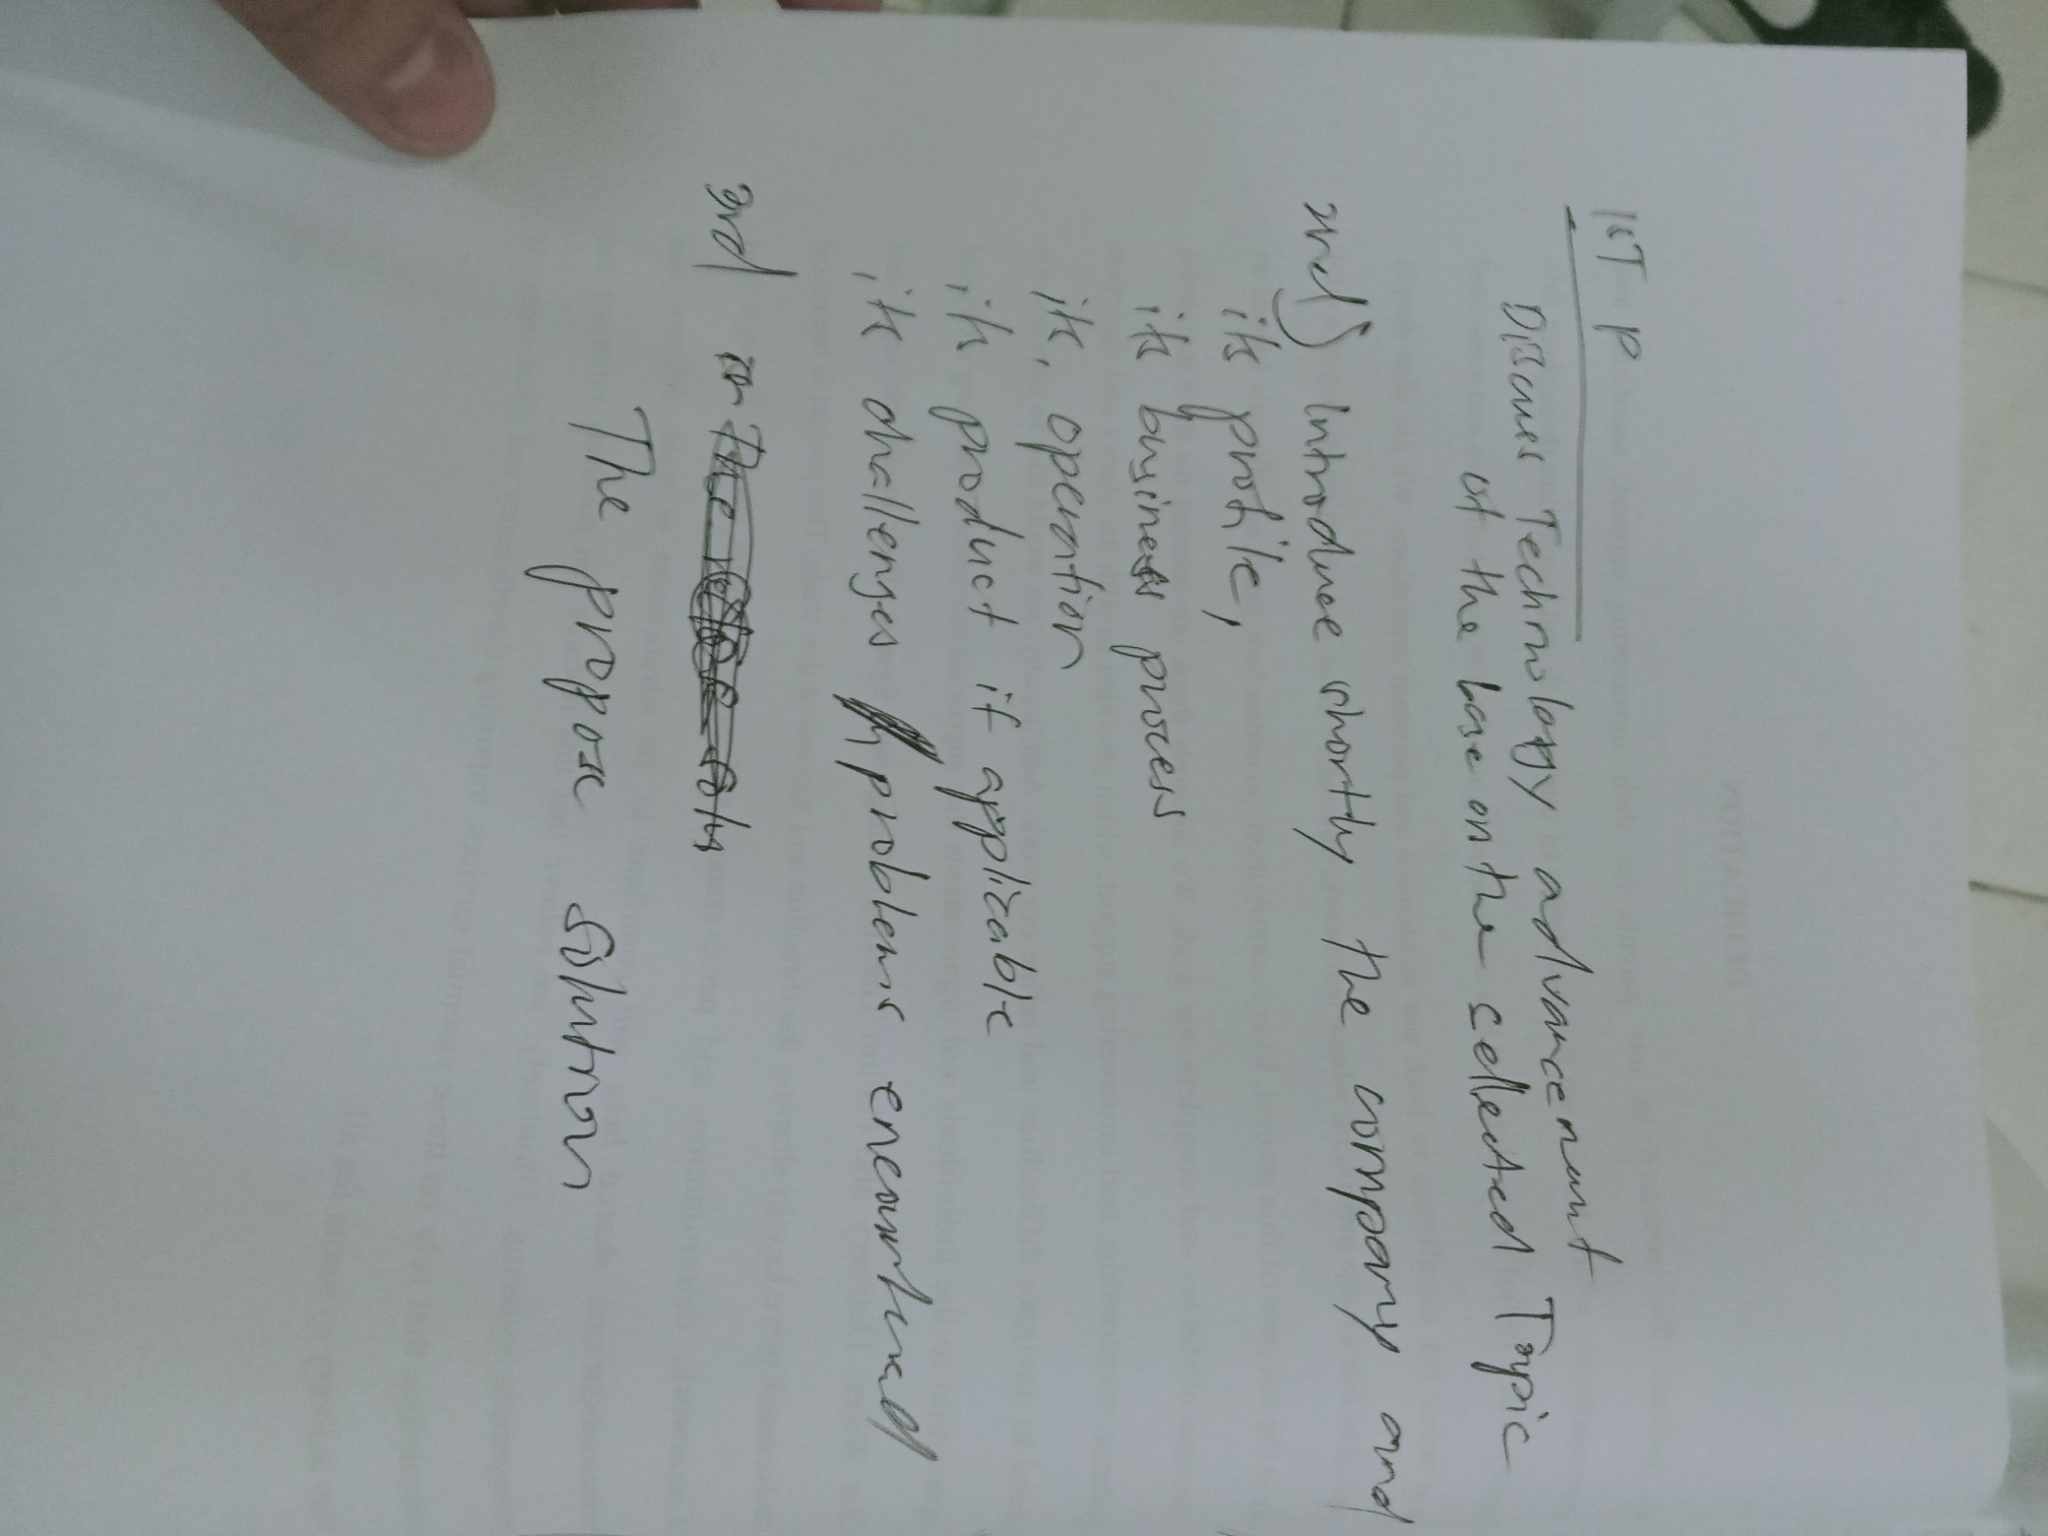 1ST P
Discuss Technology advancement
of the base on the sellected Topic
2nd) Introduce shortly the company and
its profile,
its business process
its, operation
its product if applicable
, its challenges problems encountered
3rd
The propose solution